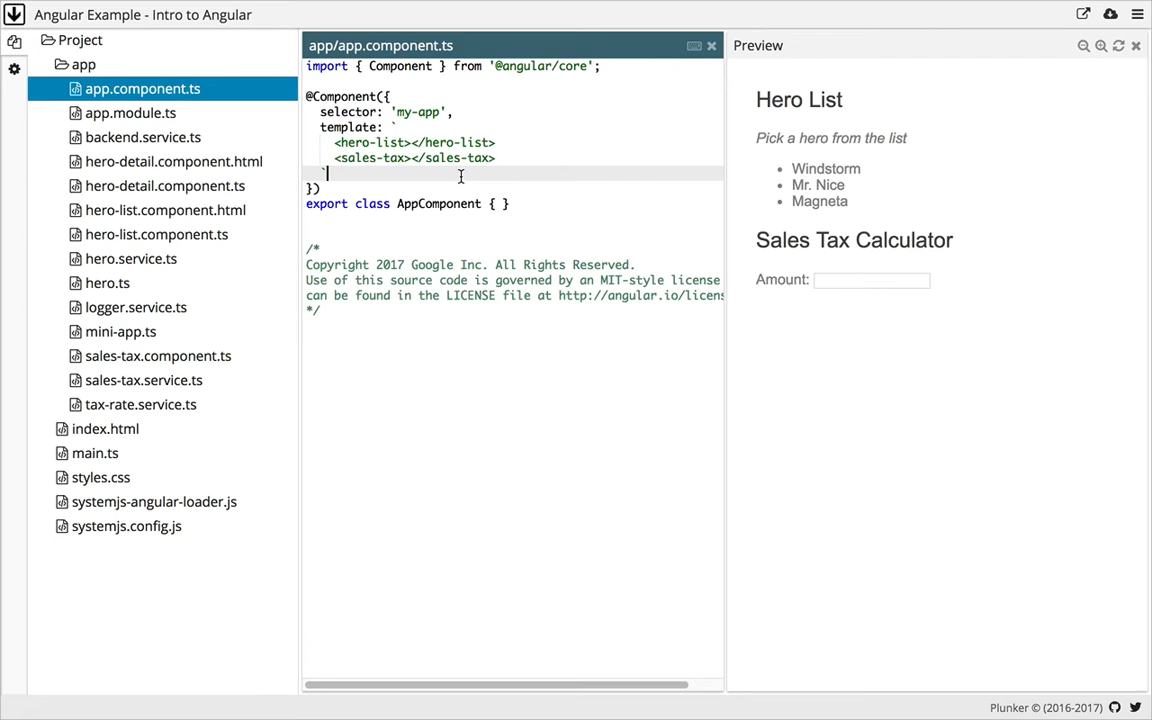 Angular Example - Intro to Angular
Project
app
app.component.ts
app.module.ts
backend.service.ts
hero-detail.component.html
hero-detail.component.ts
hero-list.component.html
hero-list.component.ts
hero.service.ts
hero.ts
logger.service.ts
mini-app.ts
sales-tax.component.ts
sales-tax.service.ts
tax-rate.service.ts
index.html
main.ts
styles.css
systemjs-angular-loader.js
systemjs.config.js
app/app.component.ts
import { Component } from '@angular/core';
@Component({
selector: 'my-app',
template: `
<hero-list></hero-list>
<sales-tax></sales-tax>
`
})
export class AppComponent { }
/*
Copyright 2017 Google Inc. All Rights Reserved.
Use of this source code is governed by an MIT-style license
can be found in the LICENSE file at http://angular.io/licens
*/
Preview
Hero List
Pick a hero from the list
• Windstorm
• Mr. Nice
• Magneta
Sales Tax Calculator
Amount:
Plunker © (2016-2017)